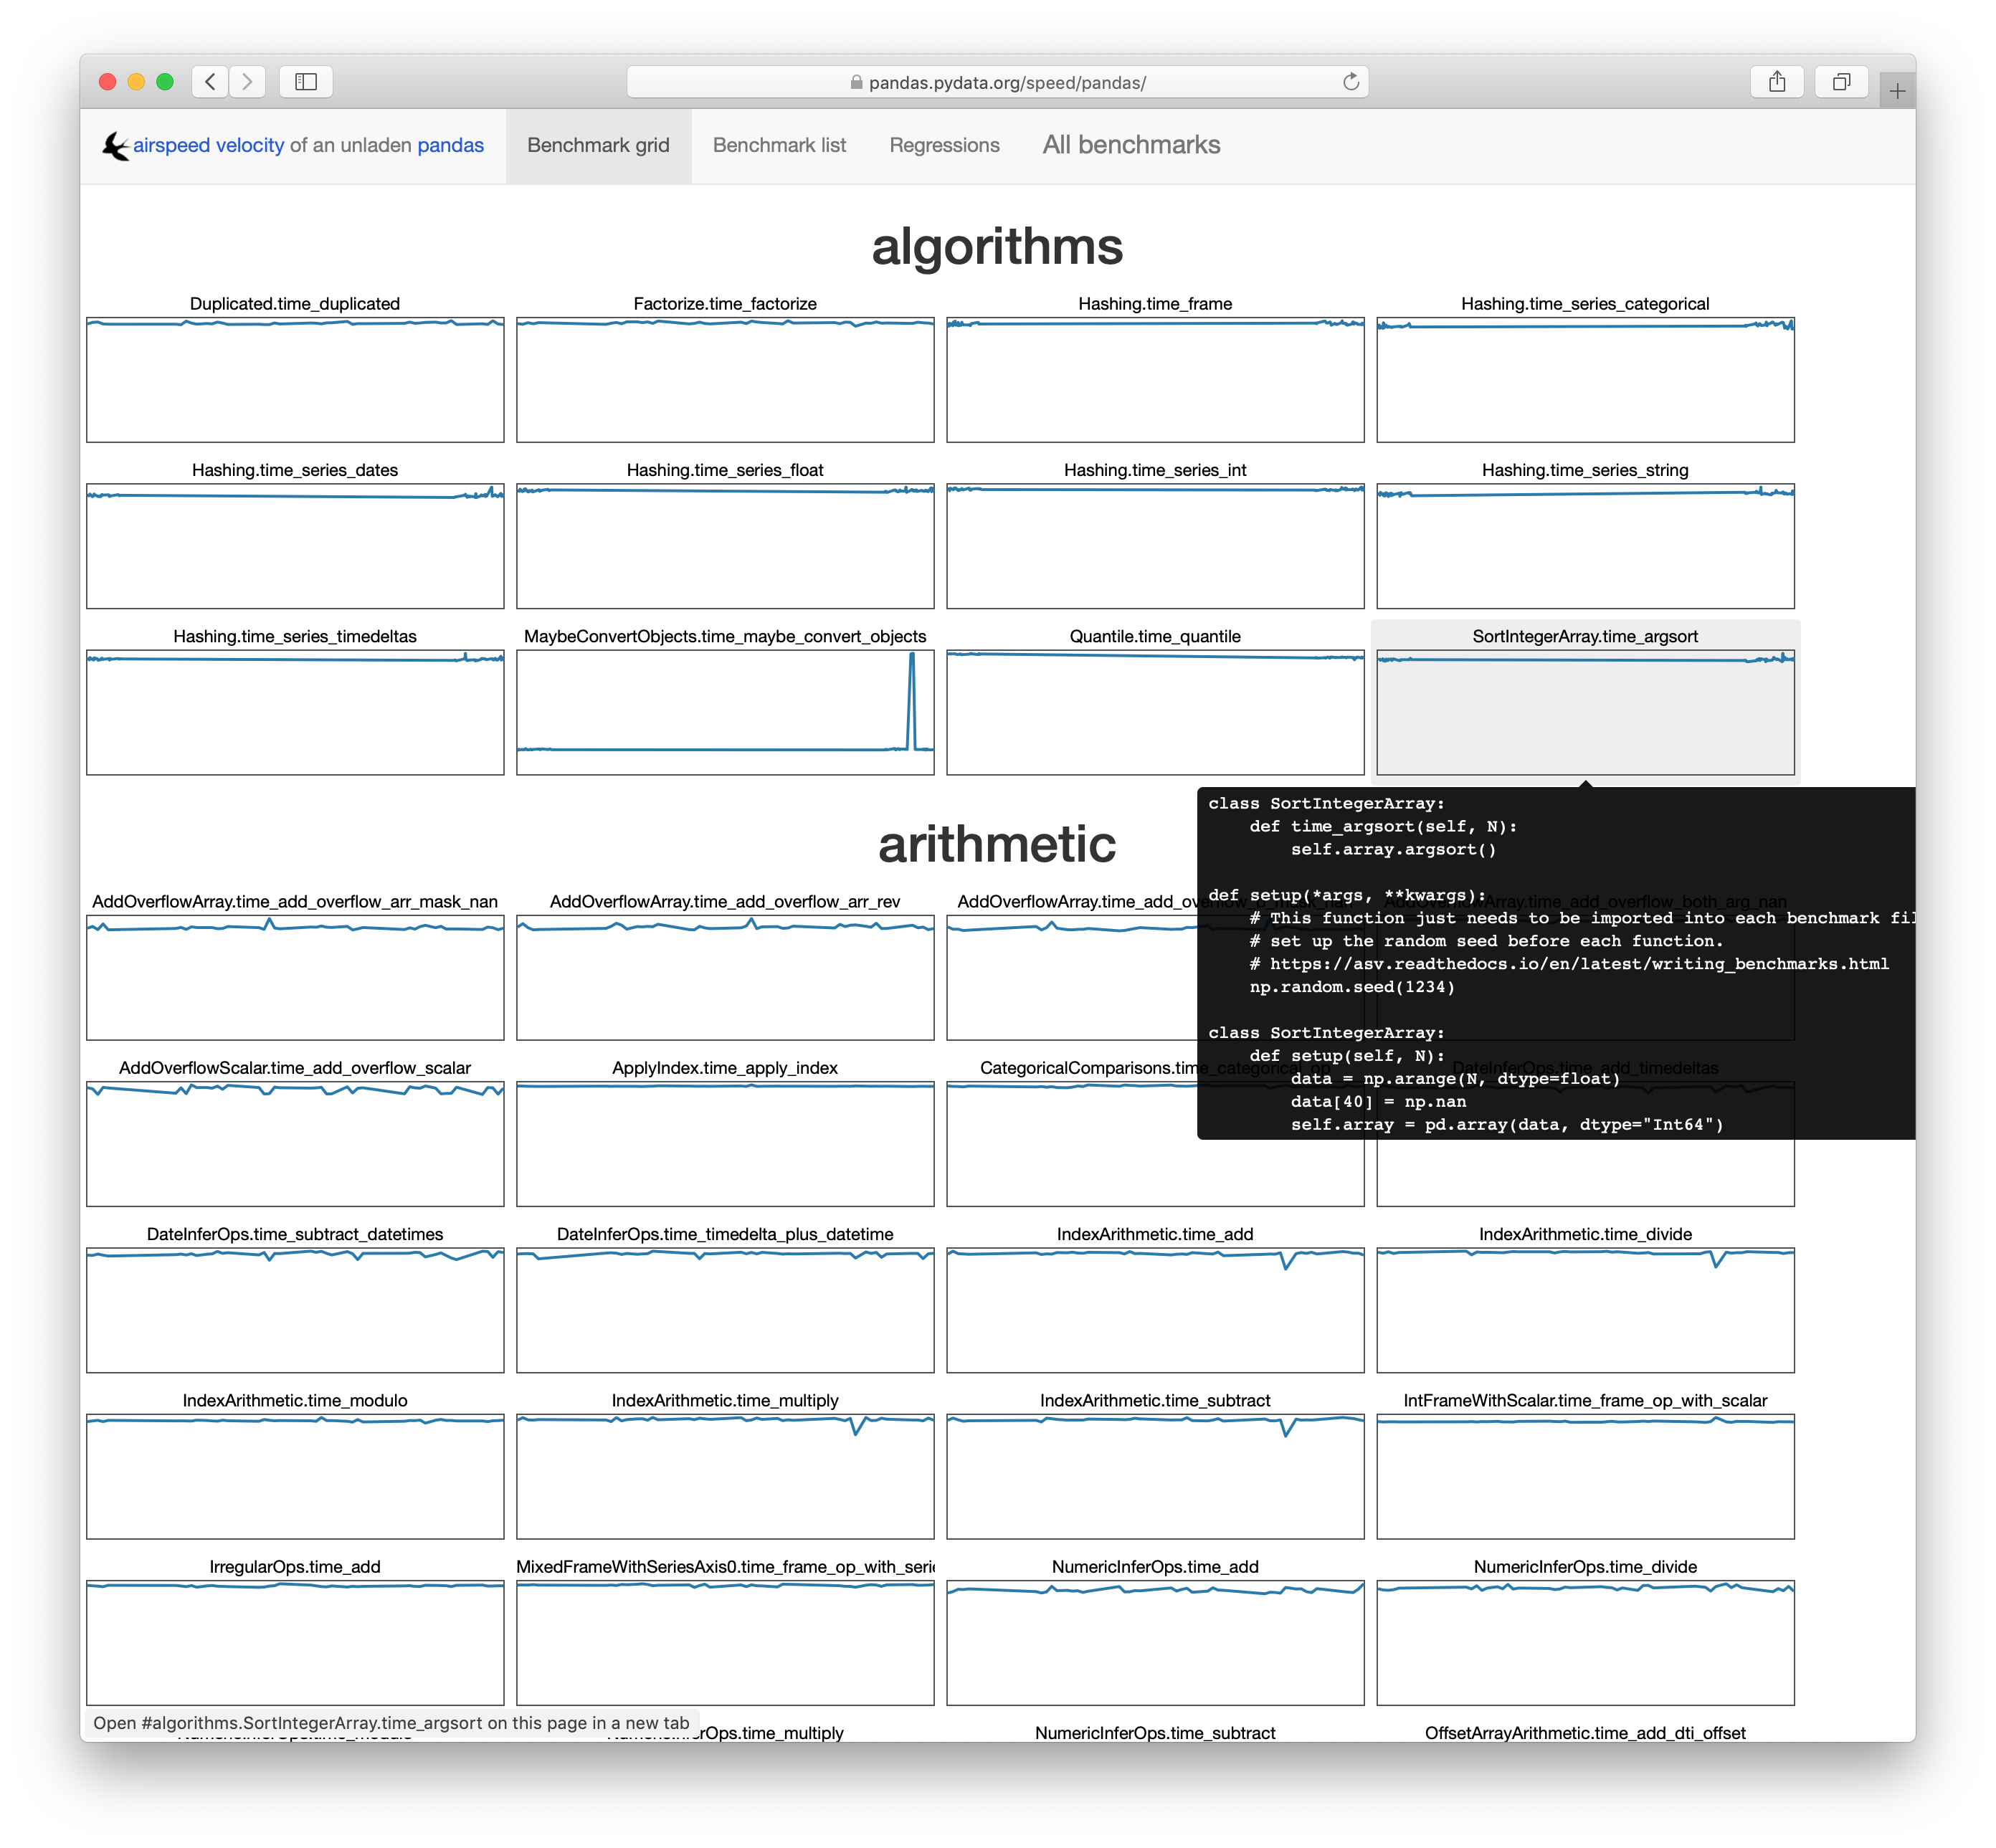 pandas.pydata.org/speed/pandas/
airspeed velocity of an unladen pandas
Benchmark grid
Benchmark list
Regressions
All benchmarks
algorithms
Duplicated.time_duplicated
Factorize.time_factorize
Hashing.time_frame
Hashing.time_series_categorical
Hashing.time_series_dates
Hashing.time_series_float
Hashing.time_series_int
Hashing.time_series_string
Hashing.time_series_timedeltas
MaybeConvertObjects.time_maybe_convert_objects
Quantile.time_quantile
SortIntegerArray.time_argsort
class SortIntegerArray:
def time_argsort(self, N):
self.array.argsort()
def setup(*args, **kwargs):
# This function just needs to be imported into each benchmark fil
# set up the random seed before each function.
# https://asv.readthedocs.io/en/latest/writing_benchmarks.html
np.random.seed(1234)
class SortIntegerArray:
def setup(self, N):
data = np.arange(N, dtype=float)
data[40] = np.nan
self.array = pd.array(data, dtype="Int64")
arithmetic
AddOverflowArray.time_add_overflow_arr_mask_nan
AddOverflowArray.time_add_overflow_arr_rev
AddOverflowArray.time_add_overflow_b_mask_nan
AddOverflowArray.time_add_overflow_both_arg_nan
AddOverflowScalar.time_add_overflow_scalar
ApplyIndex.time_apply_index
CategoricalComparisons.time_categorical_op
DateInferOps.time_add_timedeltas
DateInferOps.time_subtract_datetimes
DateInferOps.time_timedelta_plus_datetime
IndexArithmetic.time_add
IndexArithmetic.time_divide
IndexArithmetic.time_modulo
IndexArithmetic.time_multiply
IndexArithmetic.time_subtract
IntFrameWithScalar.time_frame_op_with_scalar
IrregularOps.time_add
MixedFrameWithSeriesAxis0.time_frame_op_with_serie
NumericInferOps.time_add
NumericInferOps.time_divide
Open #algorithms.SortIntegerArray.time_argsort on this page in a new tab
rOps.time_multiply
NumericInferOps.time_subtract
OffsetArrayArithmetic.time_add_dti_offset